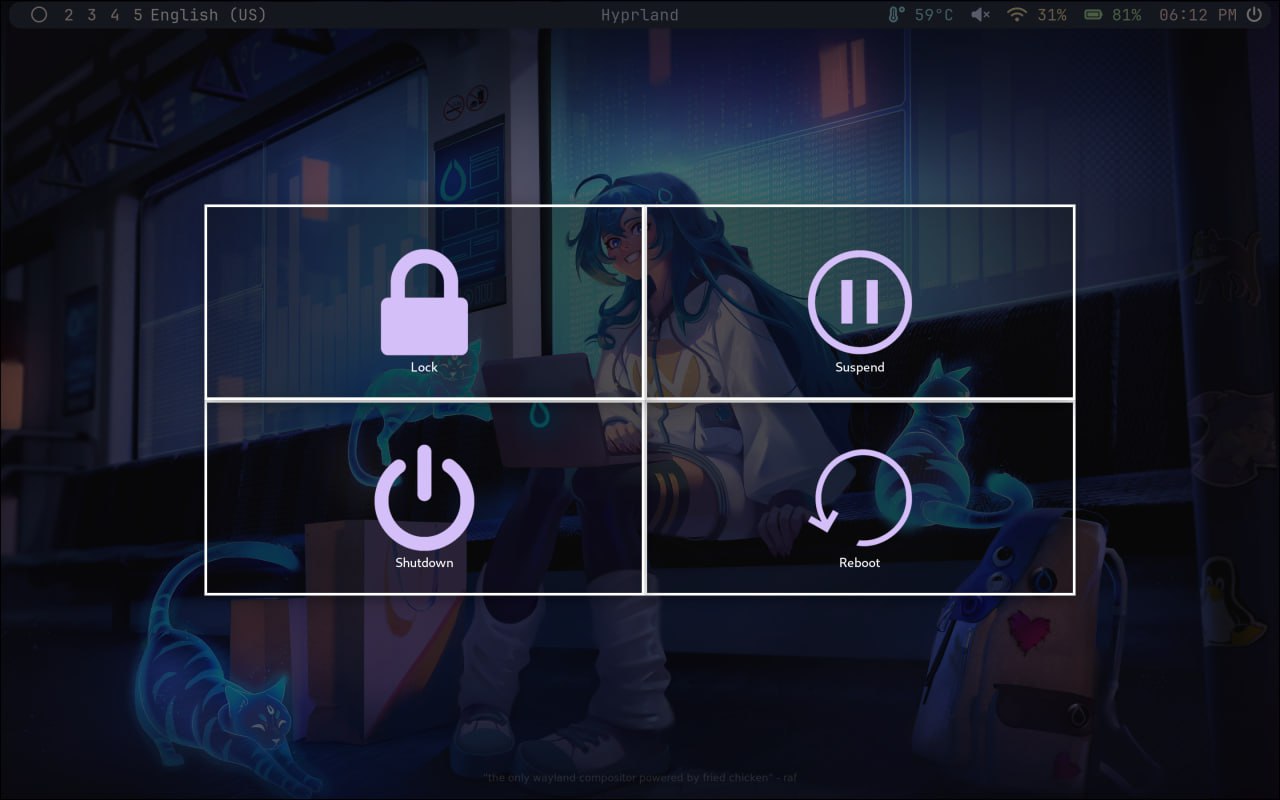 2 3 4 5 English (US) Hyprland 59°C 31% 81% 06:12 PM
Lock Suspend
Shutdown Reboot
"the only wayland compositor powered by fried chicken" - raf